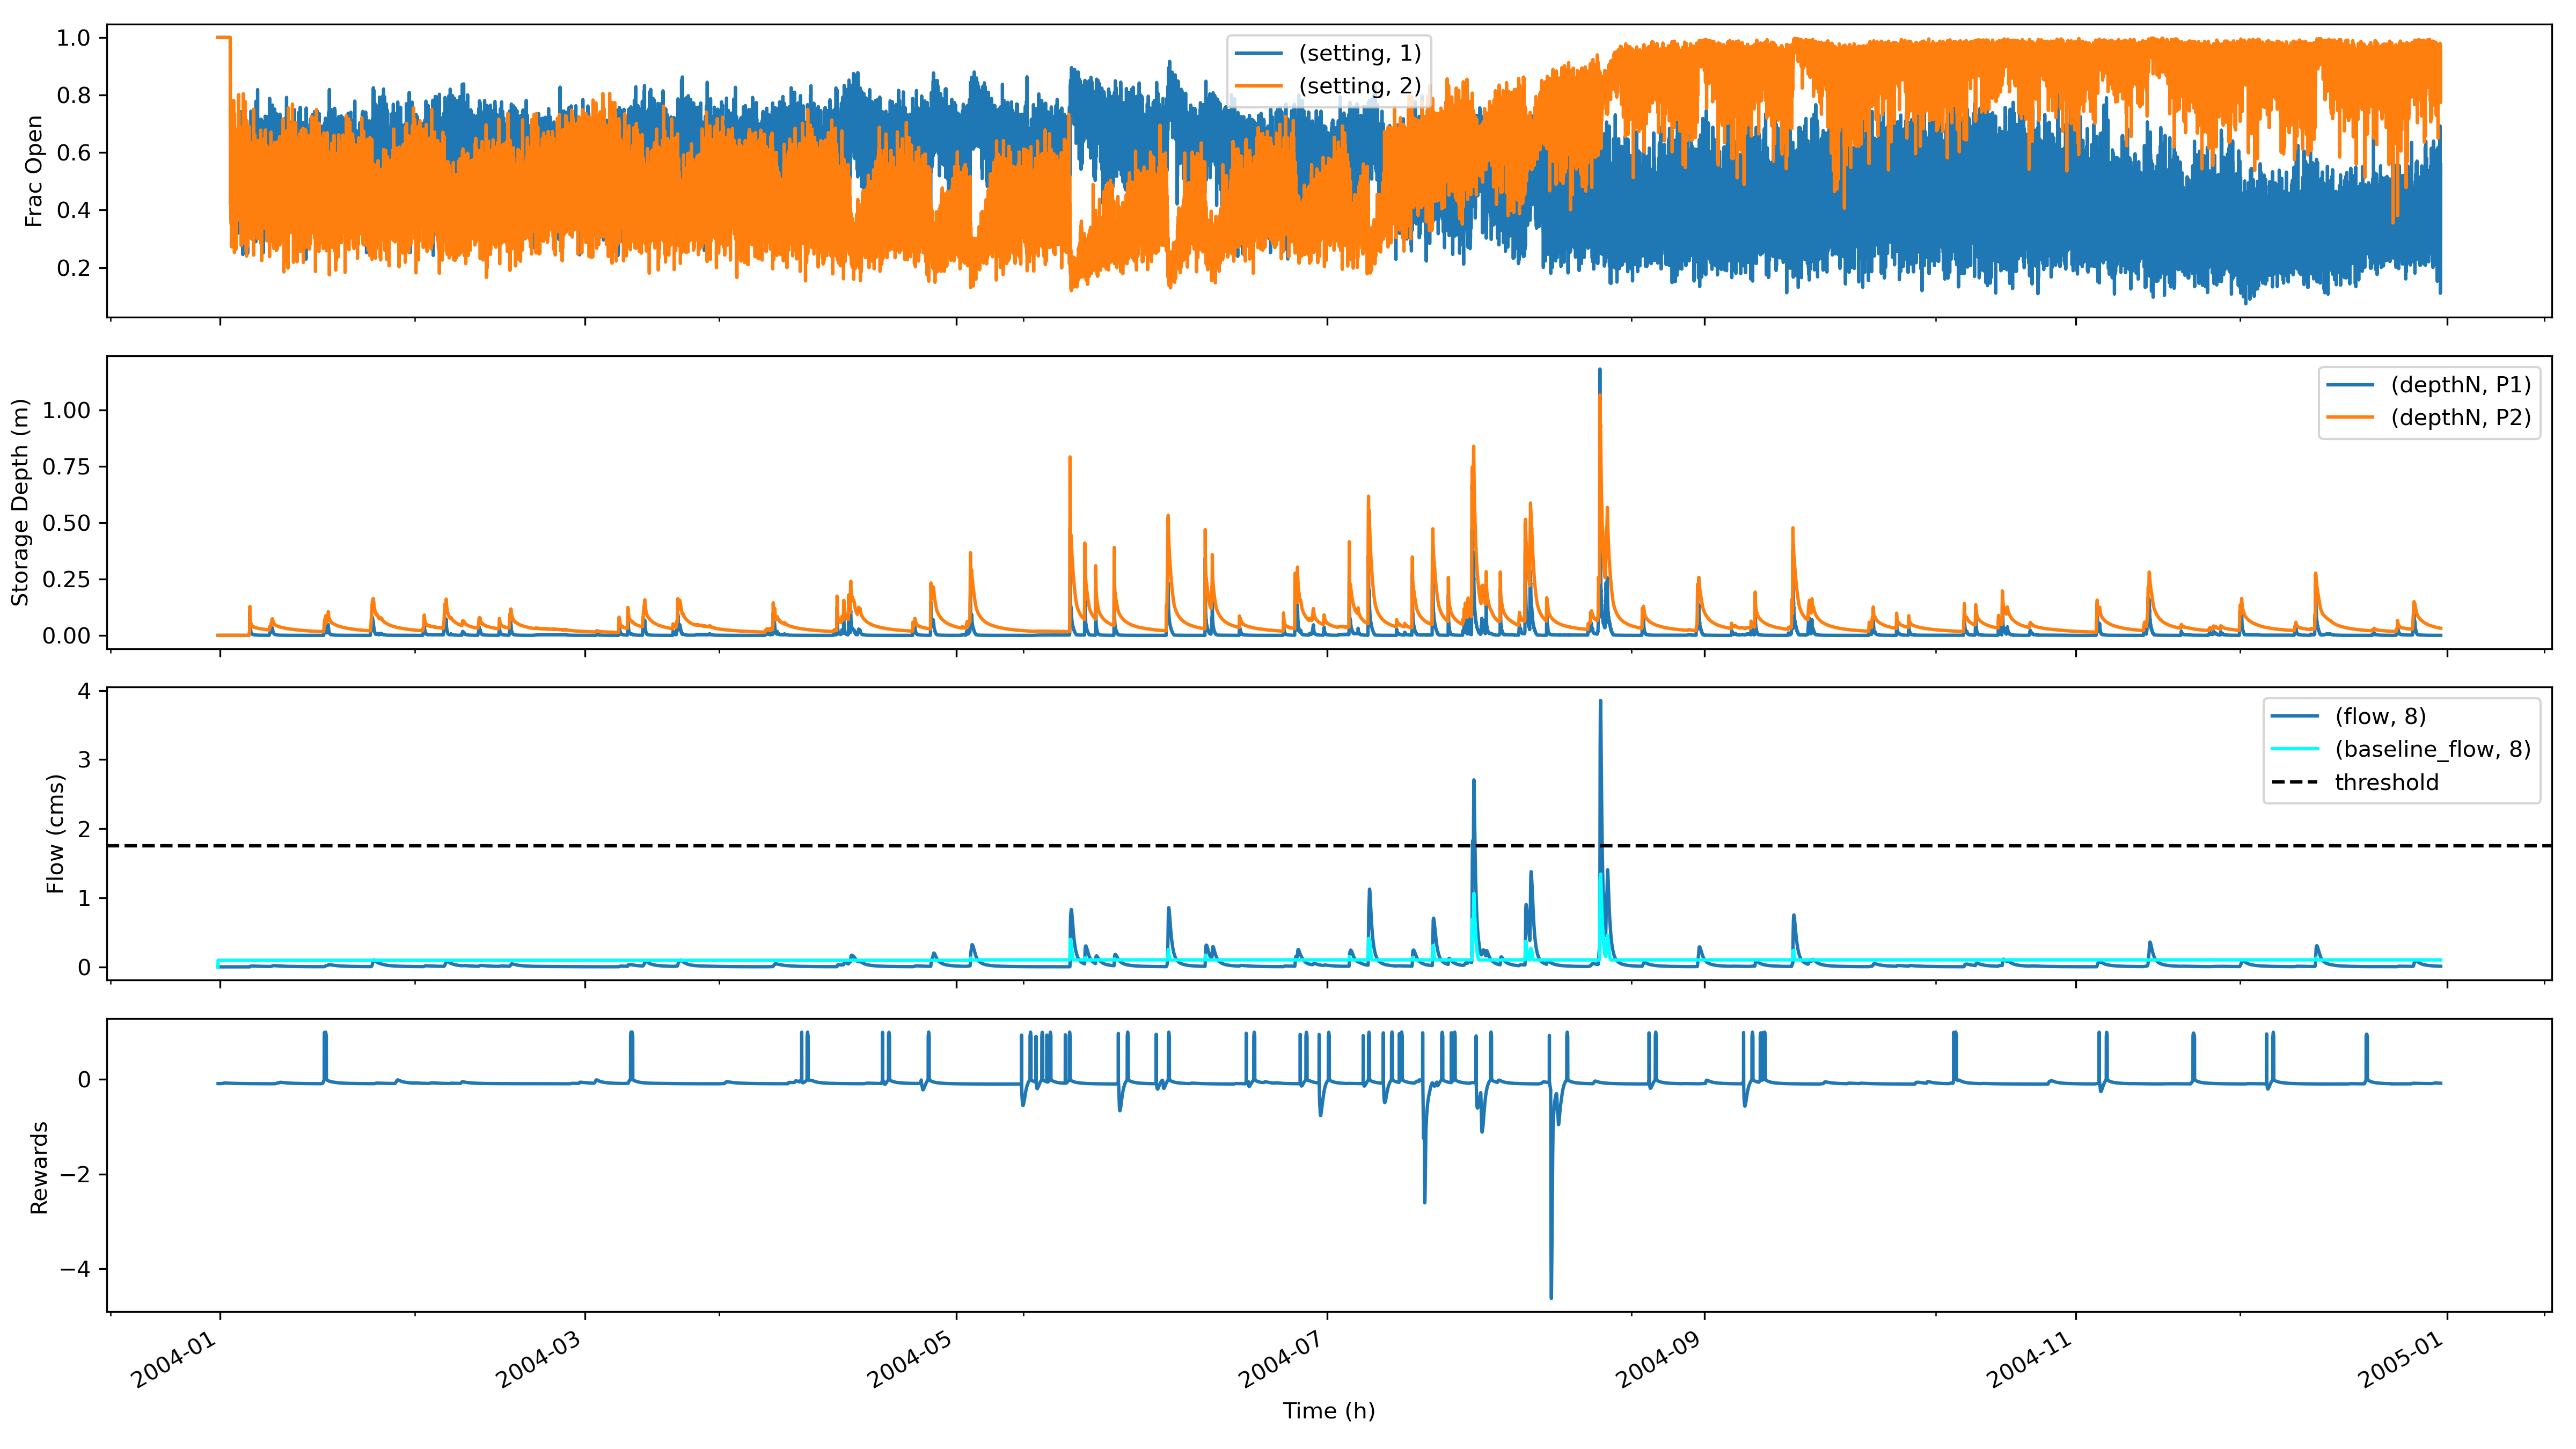 1.0
0.8
0.6
0.4
0.2
Frac Open
(setting, 1)
(setting, 2)
1.00
0.75
0.50
0.25
0.00
Storage Depth (m)
(depthN, P1)
(depthN, P2)
4
3
2
1
0
Flow (cms)
(flow, 8)
(baseline_flow, 8)
threshold
0
−2
−4
Rewards
2004-01
2004-03
2004-05
2004-07
2004-09
2004-11
2005-01
Time (h)